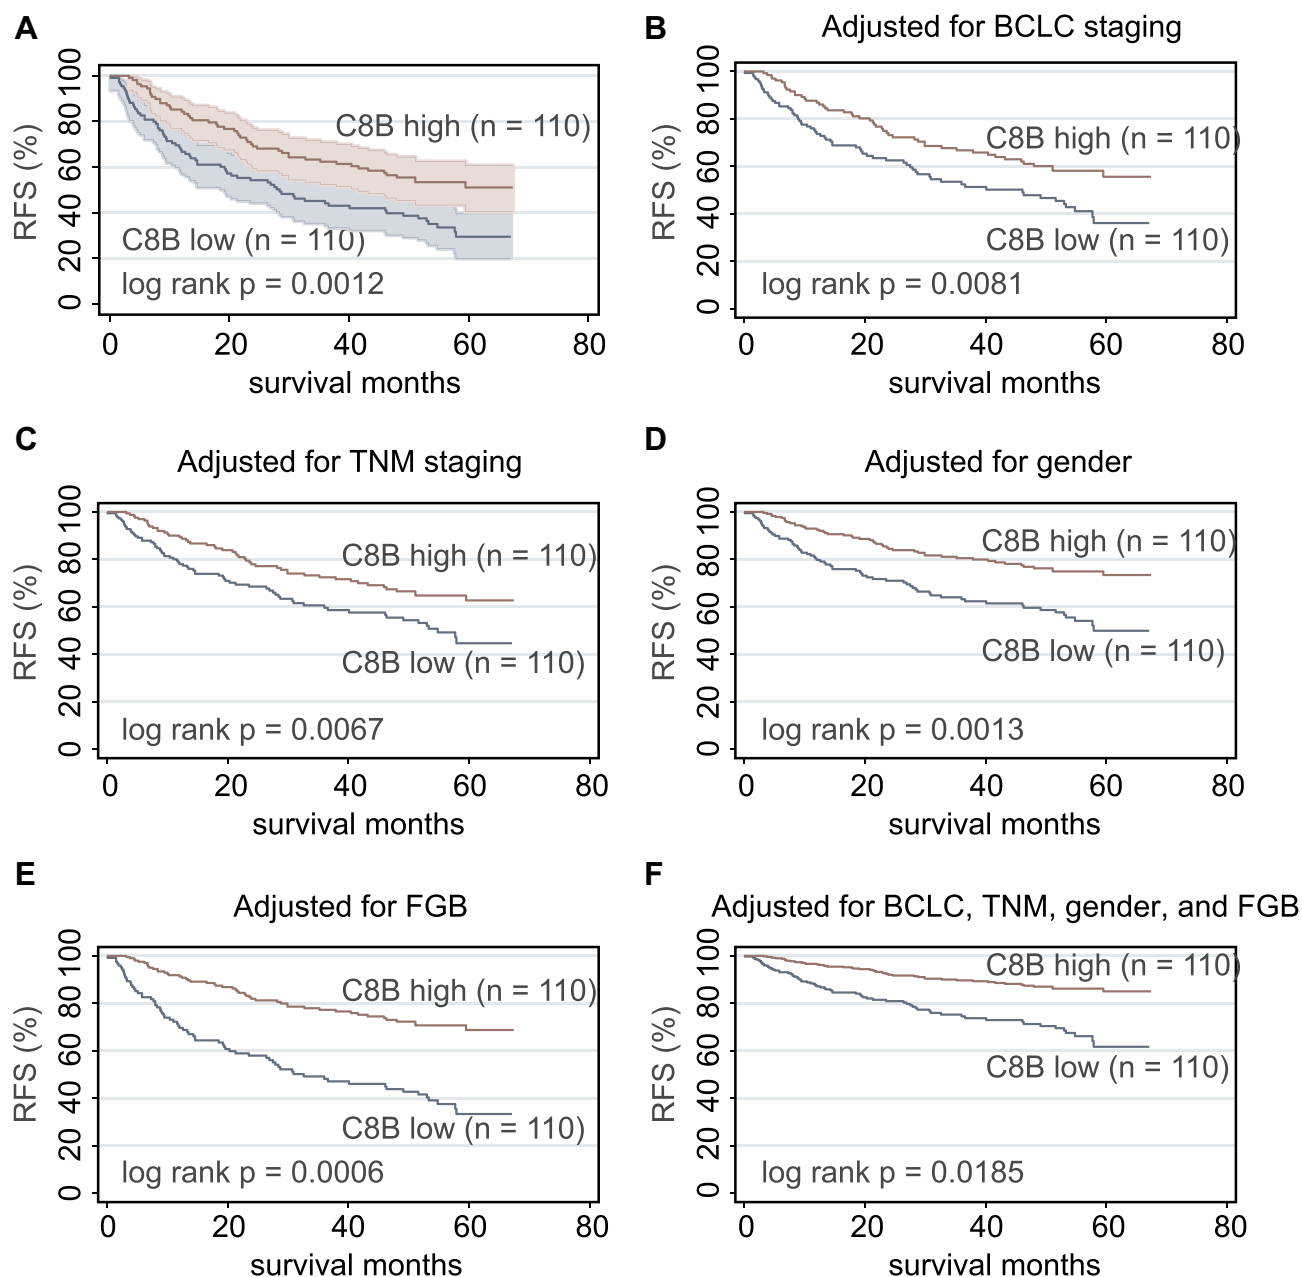 A
RFS (%)
100
80
60
40
20
0
C8B high (n = 110)
C8B low (n = 110)
log rank p = 0.0012
0 20 40 60 80
survival months
B
Adjusted for BCLC staging
RFS (%)
100
80
60
40
20
0
C8B high (n = 110)
C8B low (n = 110)
log rank p = 0.0081
0 20 40 60 80
survival months
C
Adjusted for TNM staging
RFS (%)
100
80
60
40
20
0
C8B high (n = 110)
C8B low (n = 110)
log rank p = 0.0067
0 20 40 60 80
survival months
D
Adjusted for gender
RFS (%)
100
80
60
40
20
0
C8B high (n = 110)
C8B low (n = 110)
log rank p = 0.0013
0 20 40 60 80
survival months
E
Adjusted for FGB
RFS (%)
100
80
60
40
20
0
C8B high (n = 110)
C8B low (n = 110)
log rank p = 0.0006
0 20 40 60 80
survival months
F
Adjusted for BCLC, TNM, gender, and FGB
RFS (%)
100
80
60
40
20
0
C8B high (n = 110)
C8B low (n = 110)
log rank p = 0.0185
0 20 40 60 80
survival months